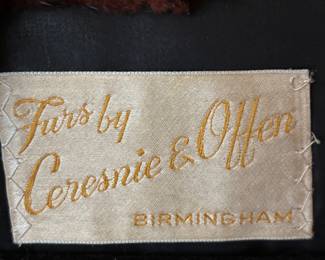 Furs by
Ceresnie & Offen
BIRMINGHAM